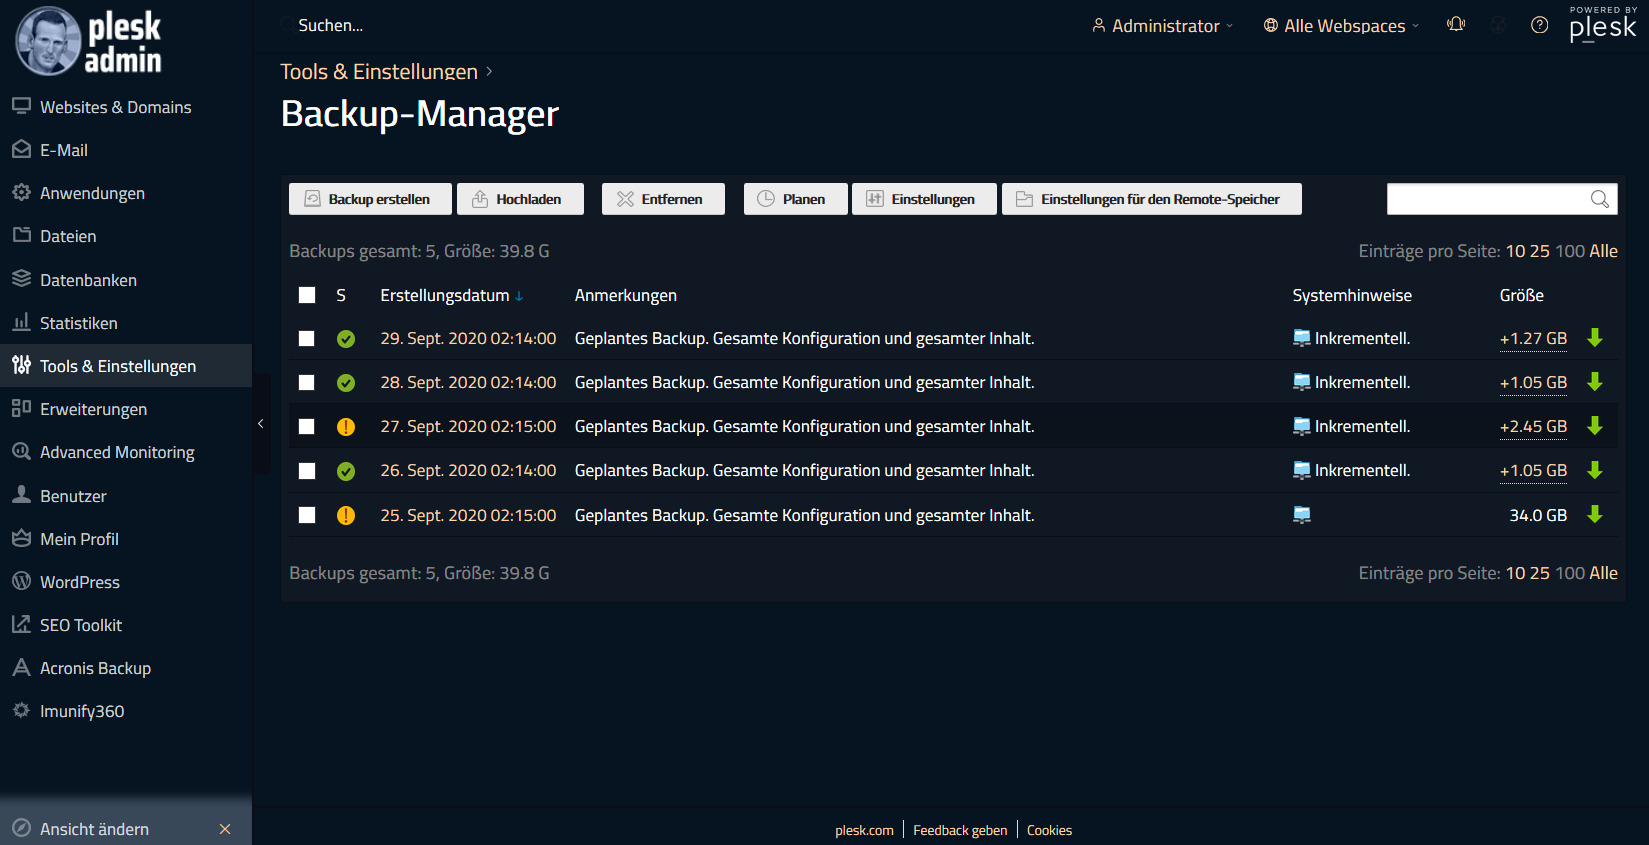 plesk
admin
Suchen...
Administrator
Alle Webspaces
POWERED BY
plesk
Websites & Domains
E-Mail
Anwendungen
Dateien
Datenbanken
Statistiken
Tools & Einstellungen
Erweiterungen
Advanced Monitoring
Benutzer
Mein Profil
WordPress
SEO Toolkit
Acronis Backup
Imunify360
Ansicht ändern
Tools & Einstellungen
Backup-Manager
Backup erstellen Hochladen Entfernen Planen Einstellungen Einstellungen für den Remote-Speicher
Backups gesamt: 5, Größe: 39.8 G Einträge pro Seite: 10 25 100 Alle
S Erstellungsdatum ↓ Anmerkungen Systemhinweise Größe
29. Sept. 2020 02:14:00 Geplantes Backup. Gesamte Konfiguration und gesamter Inhalt. Inkrementell. +1.27 GB
28. Sept. 2020 02:14:00 Geplantes Backup. Gesamte Konfiguration und gesamter Inhalt. Inkrementell. +1.05 GB
27. Sept. 2020 02:15:00 Geplantes Backup. Gesamte Konfiguration und gesamter Inhalt. Inkrementell. +2.45 GB
26. Sept. 2020 02:14:00 Geplantes Backup. Gesamte Konfiguration und gesamter Inhalt. Inkrementell. +1.05 GB
25. Sept. 2020 02:15:00 Geplantes Backup. Gesamte Konfiguration und gesamter Inhalt. 34.0 GB
Backups gesamt: 5, Größe: 39.8 G Einträge pro Seite: 10 25 100 Alle
plesk.com Feedback geben Cookies